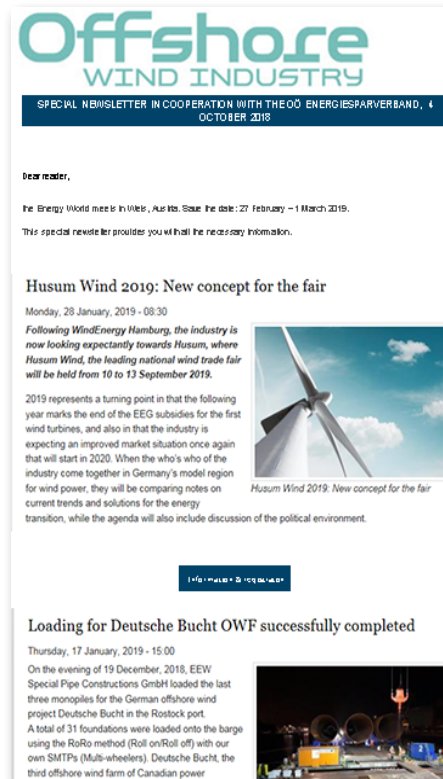 Offshore
WIND INDUSTRY
SPECIAL NEWSLETTER IN COOPERATION WITH THE OÖ ENERGIESPARVERBAND, 4
OCTOBER 2018
Dear reader,
the Energy World meets in Wels, Austria. Save the date: 27 February – 1 March 2019.
This special newsletter provides you with all the necessary information.
Husum Wind 2019: New concept for the fair
Monday, 28 January, 2019 - 08:30
Following WindEnergy Hamburg, the industry is
now looking expectantly towards Husum, where
Husum Wind, the leading national wind trade fair
will be held from 10 to 13 September 2019.
2019 represents a turning point in that the following
year marks the end of the EEG subsidies for the first
wind turbines, and also in that the industry is
expecting an improved market situation once again
that will start in 2020. When the who's who of the
industry come together in Germany's model region
for wind power, they will be comparing notes on
current trends and solutions for the energy
transition, while the agenda will also include discussion of the political environment.
Husum Wind 2019: New concept for the fair
Information & registration
Loading for Deutsche Bucht OWF successfully completed
Thursday, 17 January, 2019 - 15:00
On the evening of 19 December, 2018, EEW
Special Pipe Constructions GmbH loaded the last
three monopiles for the German offshore wind
project Deutsche Bucht in the Rostock port.
A total of 31 foundations were loaded onto the barge
using the RoRo method (Roll on/Roll off) with our
own SMTPs (Multi-wheelers). Deutsche Bucht, the
third offshore wind farm of Canadian power